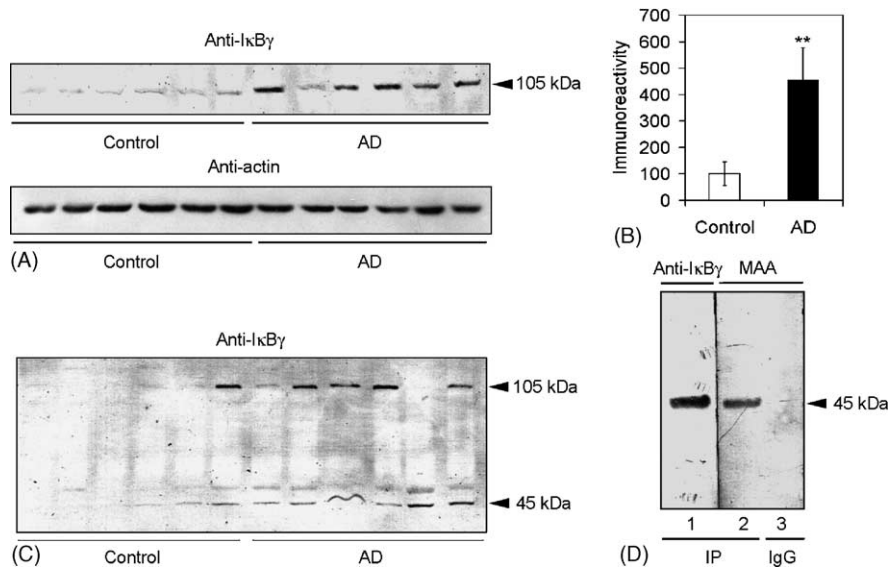 Anti-IκBγ
105 kDa
Control AD
Anti-actin
(A) Control AD
700
600
500
400
300
200
100
0
Immunoreactivity
**
Control AD
(B)
Anti-IκBγ
105 kDa
45 kDa
(C) Control AD
Anti-IκBγ MAA
45 kDa
1 2 3
(D) IP IgG